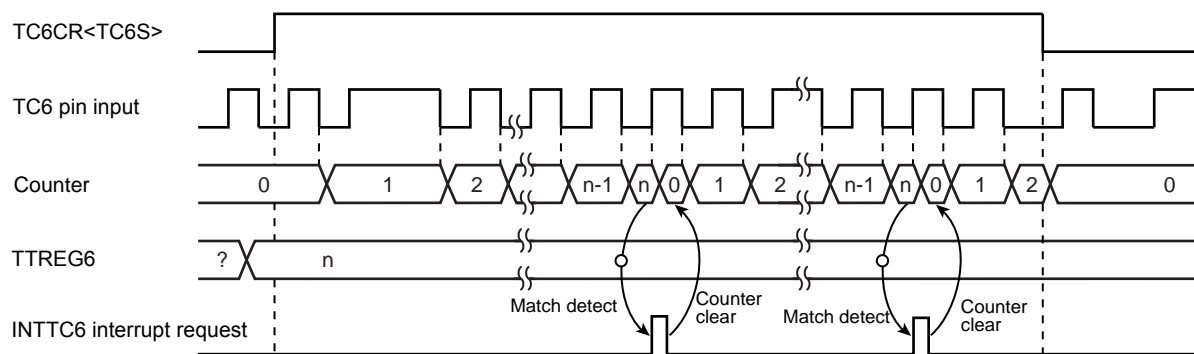 TC6CR<TC6S>
TC6 pin input
Counter
0 1 2 n-1 n 0 1 2 n-1 n 0 1 2 0
TTREG6
? n
Match detect
Counter
clear
Match detect
Counter
clear
INTTC6 interrupt request